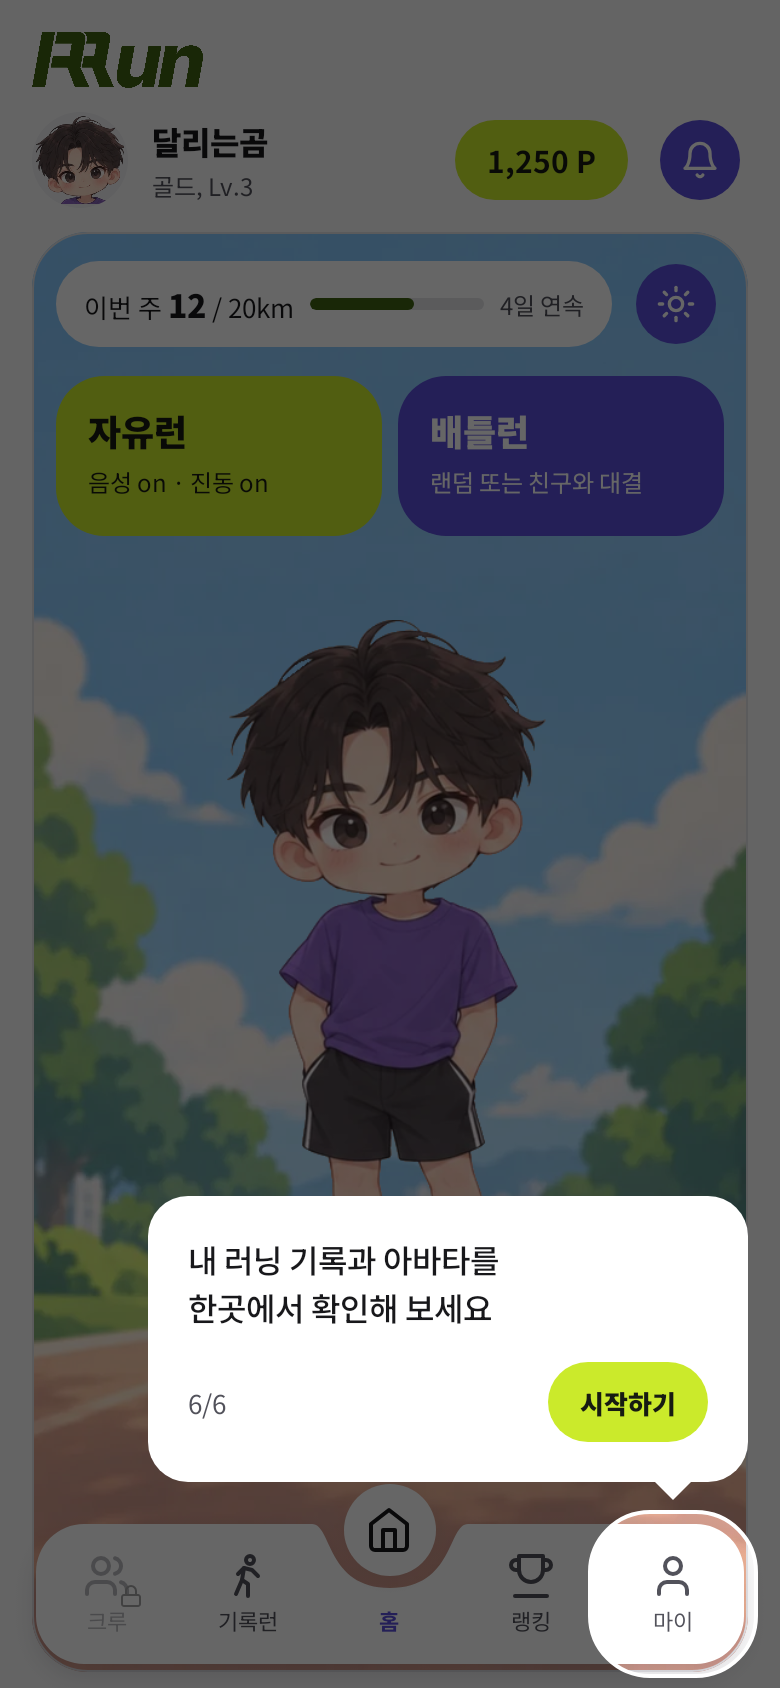 RRun
달리는곰
골드, Lv.3
1,250 P
이번 주 12 / 20km
4일 연속
자유런
음성 on · 진동 on
배틀런
랜덤 또는 친구와 대결
내 러닝 기록과 아바타를
한곳에서 확인해 보세요
6/6
시작하기
크루
기록런
홈
랭킹
마이